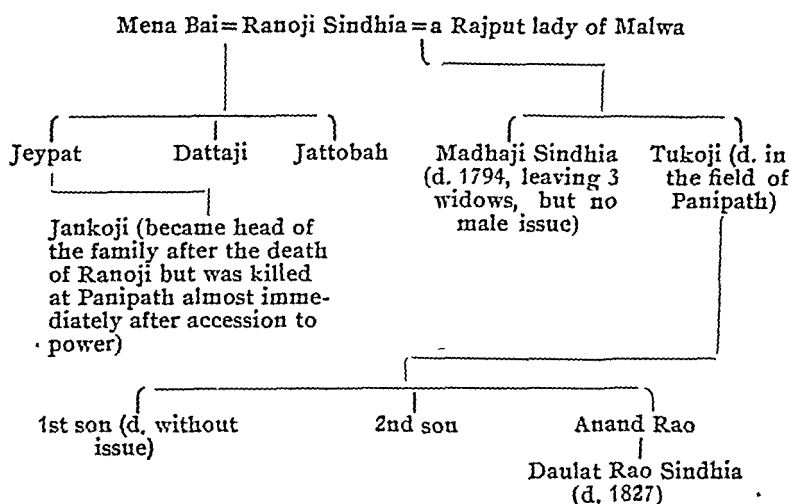 Mena Bai=Ranoji Sindhia=a Rajput lady of Malwa
Jeypat Dattaji Jattobah
Madhaji Sindhia
(d. 1794, leaving 3
widows, but no
male issue)
Tukoji (d. in
the field of
Panipath)
Jankoji (became head of
the family after the death
of Ranoji but was killed
at Panipath almost imme-
diately after accession to
power)
1st son (d. without
issue)
2nd son
Anand Rao
Daulat Rao Sindhia
(d. 1827)